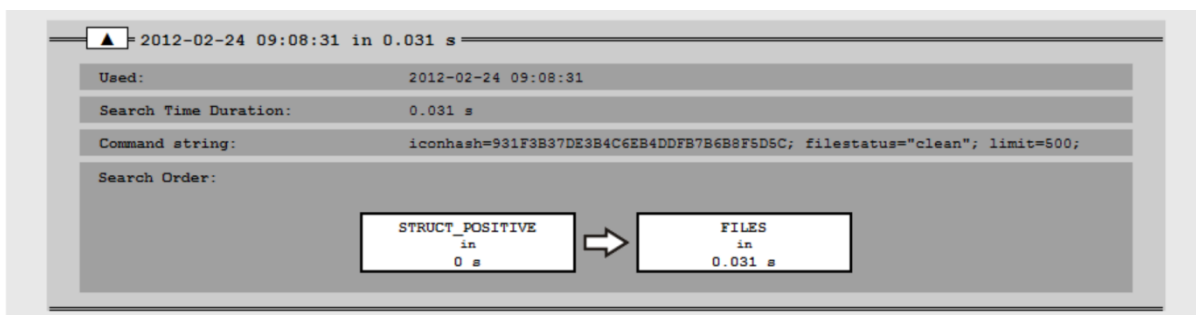 ▲ 2012-02-24 09:08:31 in 0.031 s
Used: 2012-02-24 09:08:31
Search Time Duration: 0.031 s
Command string: iconhash=931F3B37DE3B4C6EB4DDFB7B6B8F5D5C; filestatus="clean"; limit=500;
Search Order:
STRUCT_POSITIVE
in
0 s
FILES
in
0.031 s